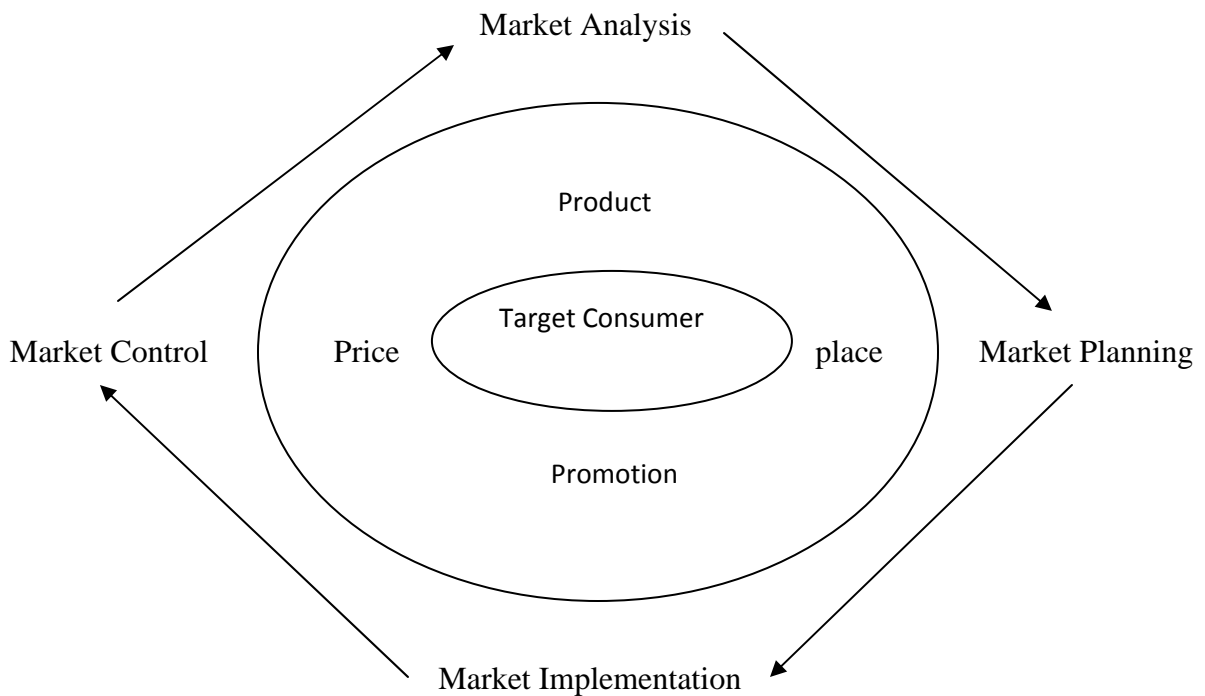 Market Analysis
Product
Target Consumer
Market Control
Price
place
Market Planning
Promotion
Market Implementation